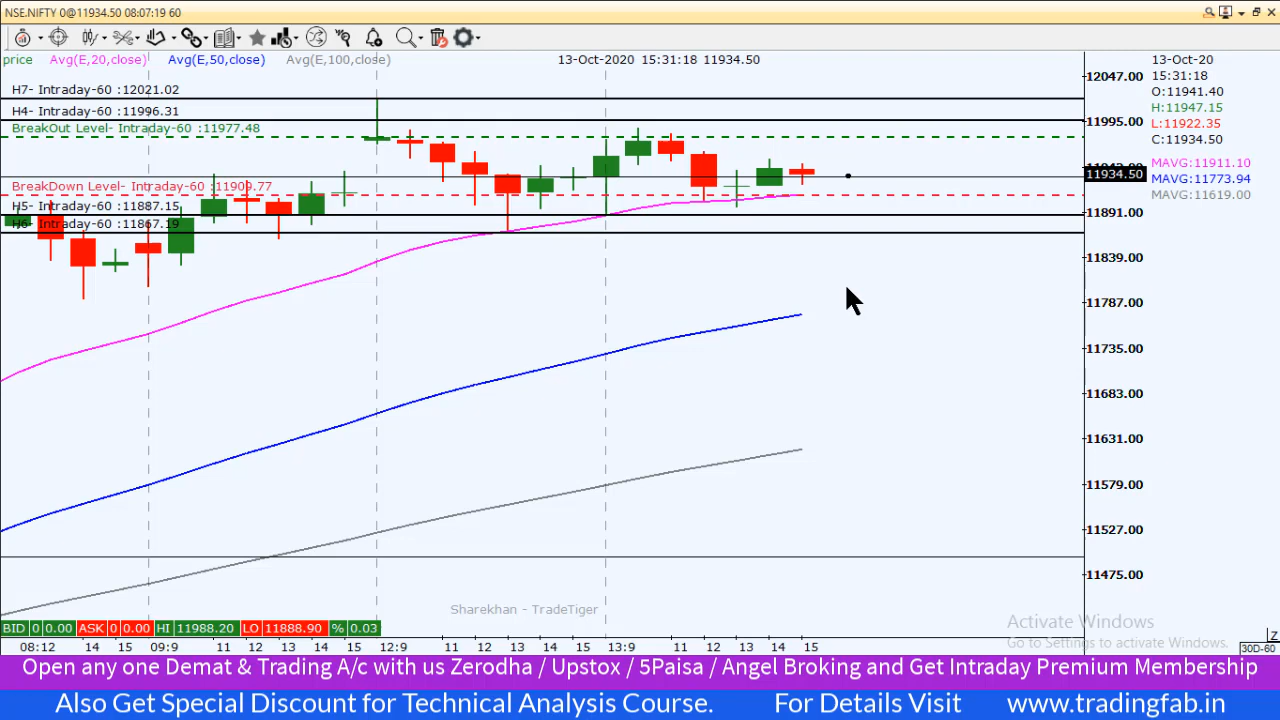 NSE.NIFTY 0@11934.50 08:07:19 60
price Avg(E,20,close) Avg(E,50,close) Avg(E,100,close) 13-Oct-2020 15:31:18 11934.50
13-Oct-20
15:31:18
O:11941.40
H:11947.15
L:11922.35
C:11934.50
MAVG:11911.10
MAVG:11773.94
MAVG:11619.00
H7- Intraday-60 :12021.02
H4- Intraday-60 :11996.31
BreakOut Level- Intraday-60 :11977.48
BreakDown Level- Intraday-60 :11909.77
H5- Intraday-60 :11887.15
H6- Intraday-60 :11867.19
12047.00
11995.00
11943.00
11934.50
11891.00
11839.00
11787.00
11735.00
11683.00
11631.00
11579.00
11527.00
11475.00
Sharekhan - TradeTiger
BID 0 0.00 ASK 0 0.00 HI 11988.20 LO 11888.90 % 0.03
08:12 14 15 09:9 11 12 13 14 15 12:9 11 12 13 14 15 13:9 11 12 13 14 15
Z
30D-60
Activate Windows
Go to Settings to activate Windows.
Open any one Demat & Trading A/c with us Zerodha / Upstox / 5Paisa / Angel Broking and Get Intraday Premium Membership
Also Get Special Discount for Technical Analysis Course. For Details Visit www.tradingfab.in